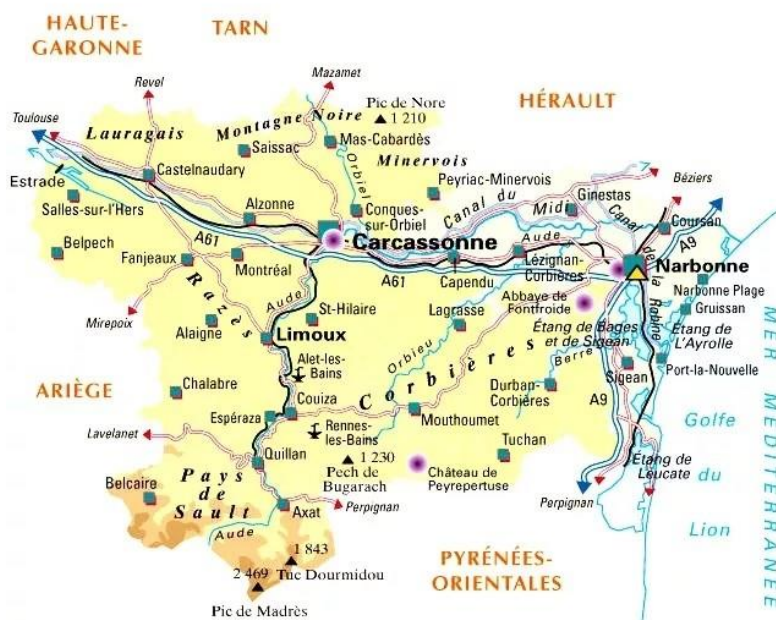 HAUTE-
GARONNE
TARN
HÉRAULT
Revel
Mazamet
Pic de Nore
1 210
Toulouse
Lauragais
Montagne Noire
Saissac
Mas-Cabardès
Minervois
Orbiel
Béziers
Estrade
Castelnaudary
Peyriac-Minervois
Ginestas
Salles-sur-l'Hers
Alzonne
Conques-
sur-Orbiel
Canal du
Midi
Canal de la Robine
Coursan
A9
Belpech
Fanjeaux
A61
Montréal
Carcassonne
Aude
Capendu
Lézignan-
Corbières
Narbonne
Narbonne Plage
Gruissan
A61
Aude
Razès
Mirepoix
Alaigne
St-Hilaire
Limoux
Lagrasse
Abbaye de
Fontfroide
Étang de Bages
et de Sigean
Étang de
L'Ayrolle
Orbieu
Berre
Alet-les-
Bains
Corbières
Sigean
Port-la-Nouvelle
ARIÈGE
Chalabre
Couiza
Espéraza
Durban-
Corbières
A9
Mouthoumet
Lavelanet
Rennes-
les-Bains
Golfe
du
Lion
MER MÉDITERRANÉE
Quillan
1 230
Pech de
Bugarach
Tuchan
Château de
Peyrepertuse
Étang de
Leucate
Belcaire
Pays
de
Sault
Axat
Perpignan
Perpignan
Aude
1 843
Tuc Dourmidou
2 469
Pic de Madrès
PYRÉNÉES-
ORIENTALES